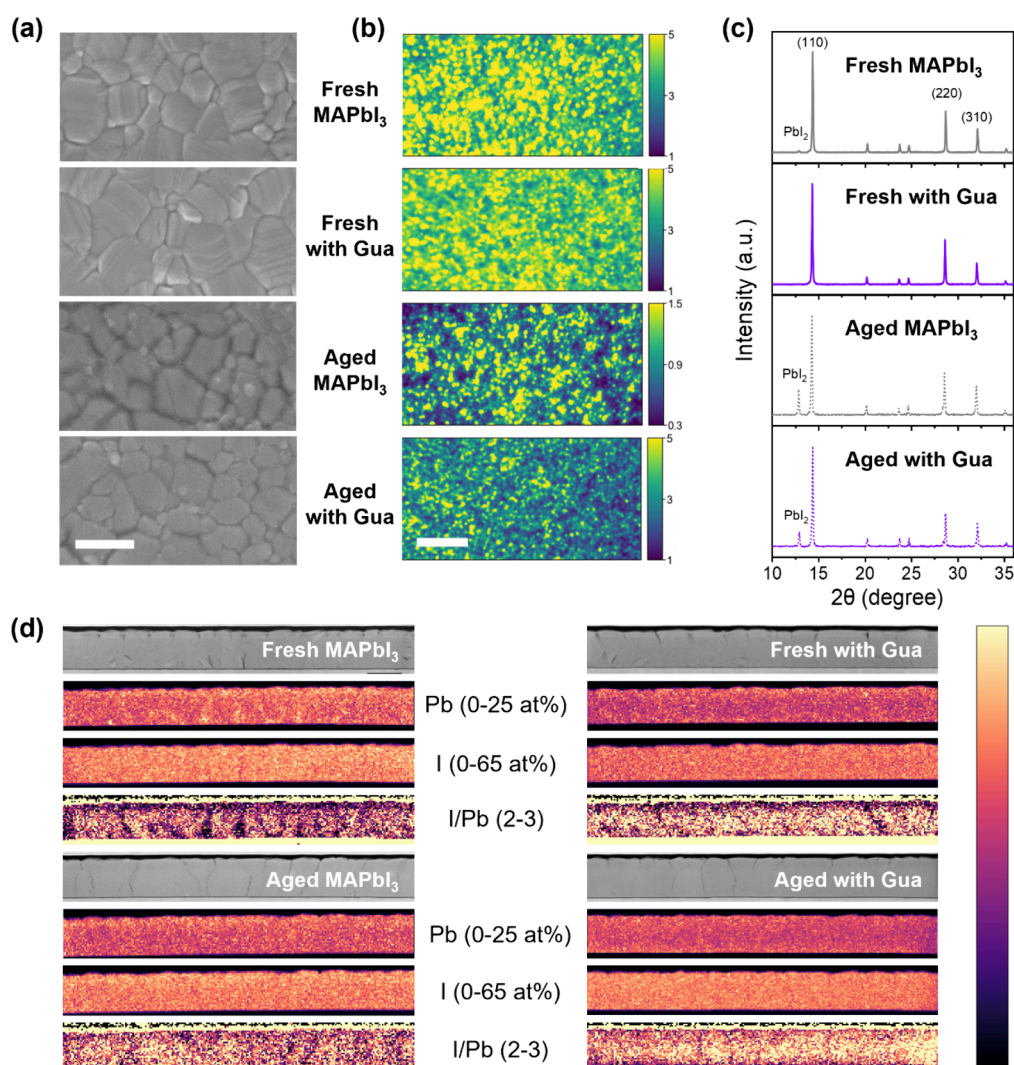 (a)
(b)
(c)
Fresh
MAPbI₃
Fresh
with Gua
Aged
MAPbI₃
Aged
with Gua
5
3
1
5
3
1
1.5
0.9
0.3
5
3
1
(110)
Fresh MAPbI₃
(220)
(310)
PbI₂
Fresh with Gua
Aged MAPbI₃
PbI₂
Aged with Gua
PbI₂
Intensity (a.u.)
10 15 20 25 30 35
2θ (degree)
(d)
Fresh MAPbI₃
Fresh with Gua
Pb (0-25 at%)
I (0-65 at%)
I/Pb (2-3)
Aged MAPbI₃
Aged with Gua
Pb (0-25 at%)
I (0-65 at%)
I/Pb (2-3)